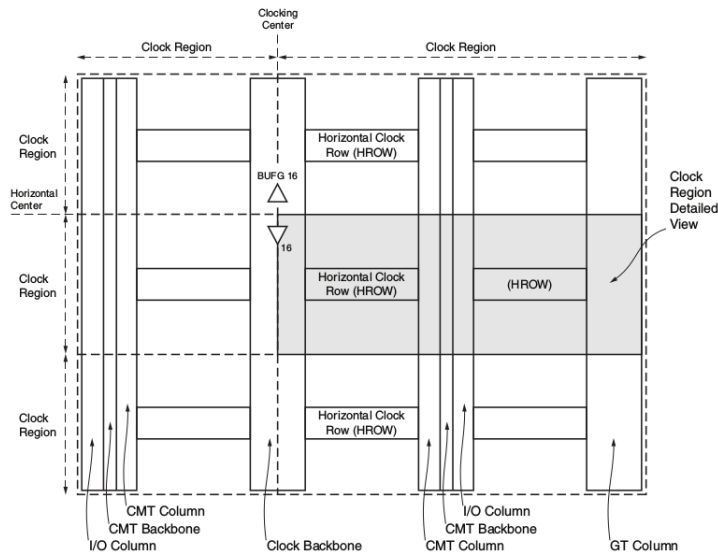 Clocking
Center
Clock Region
Clock Region
Clock
Region
Horizontal Clock
Row (HROW)
BUFG 16
Clock
Region
Detailed
View
Horizontal
Center
16
Clock
Region
Horizontal Clock
Row (HROW)
(HROW)
Clock
Region
Horizontal Clock
Row (HROW)
CMT Column
CMT Backbone
I/O Column
Clock Backbone
I/O Column
CMT Backbone
CMT Column
GT Column